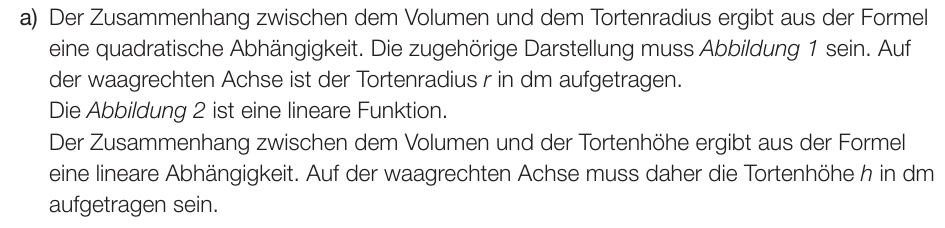 a) Der Zusammenhang zwischen dem Volumen und dem Tortenradius ergibt aus der Formel
eine quadratische Abhängigkeit. Die zugehörige Darstellung muss Abbildung 1 sein. Auf
der waagrechten Achse ist der Tortenradius r in dm aufgetragen.
Die Abbildung 2 ist eine lineare Funktion.
Der Zusammenhang zwischen dem Volumen und der Tortenhöhe ergibt aus der Formel
eine lineare Abhängigkeit. Auf der waagrechten Achse muss daher die Tortenhöhe h in dm
aufgetragen sein.